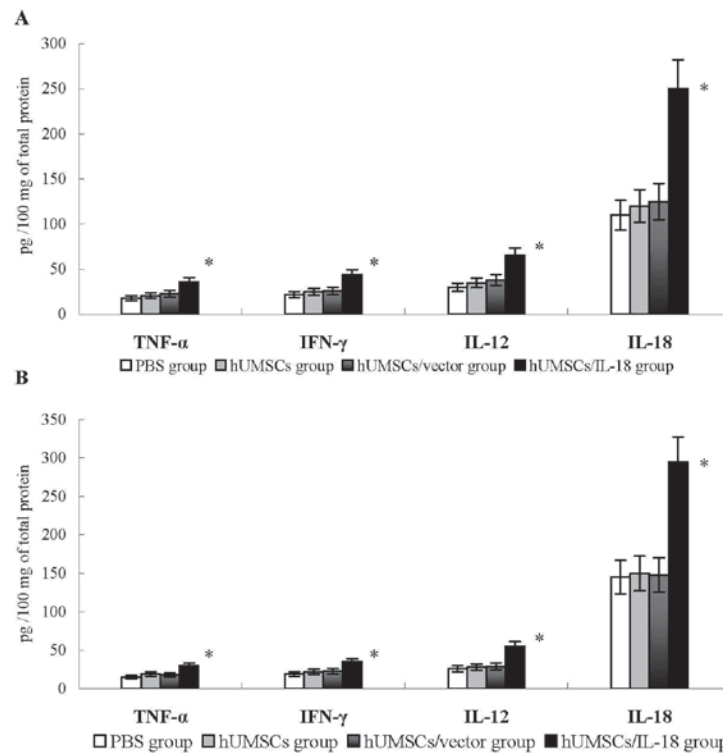 A
pg /100 mg of total protein
300
250
200
150
100
50
0
*
*
*
*
TNF-α IFN-γ IL-12 IL-18
PBS group hUMSCs group hUMSCs/vector group hUMSCs/IL-18 group
B
pg /100 mg of total protein
350
300
250
200
150
100
50
0
*
*
*
*
TNF-α IFN-γ IL-12 IL-18
PBS group hUMSCs group hUMSCs/vector group hUMSCs/IL-18 group